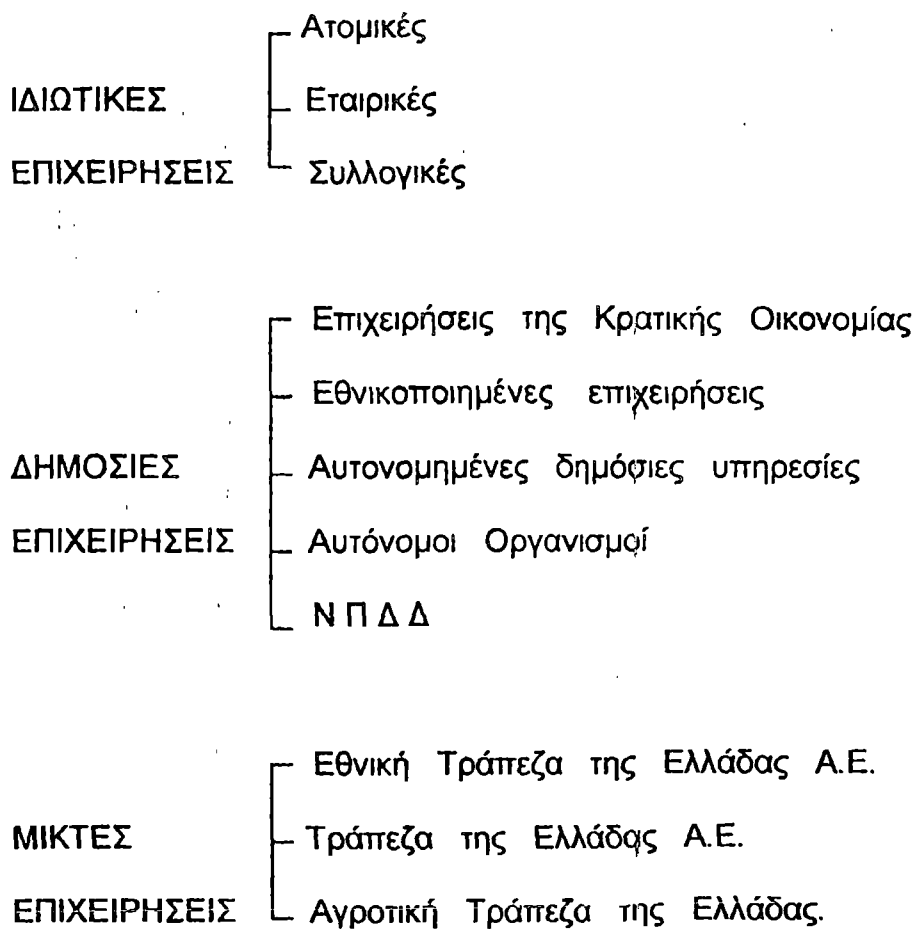 Ατομικές
ΙΔΙΩΤΙΚΕΣ Εταιρικές
ΕΠΙΧΕΙΡΗΣΕΙΣ Συλλογικές
Επιχειρήσεις της Κρατικής Οικονομίας
Εθνικοποιημένες επιχειρήσεις
ΔΗΜΟΣΙΕΣ Αυτονομημένες δημόσιες υπηρεσίες
ΕΠΙΧΕΙΡΗΣΕΙΣ Αυτόνομοι Οργανισμοί
Ν Π Δ Δ
Εθνική Τράπεζα της Ελλάδας Α.Ε.
ΜΙΚΤΕΣ Τράπεζα της Ελλάδας Α.Ε.
ΕΠΙΧΕΙΡΗΣΕΙΣ Αγροτική Τράπεζα της Ελλάδας.